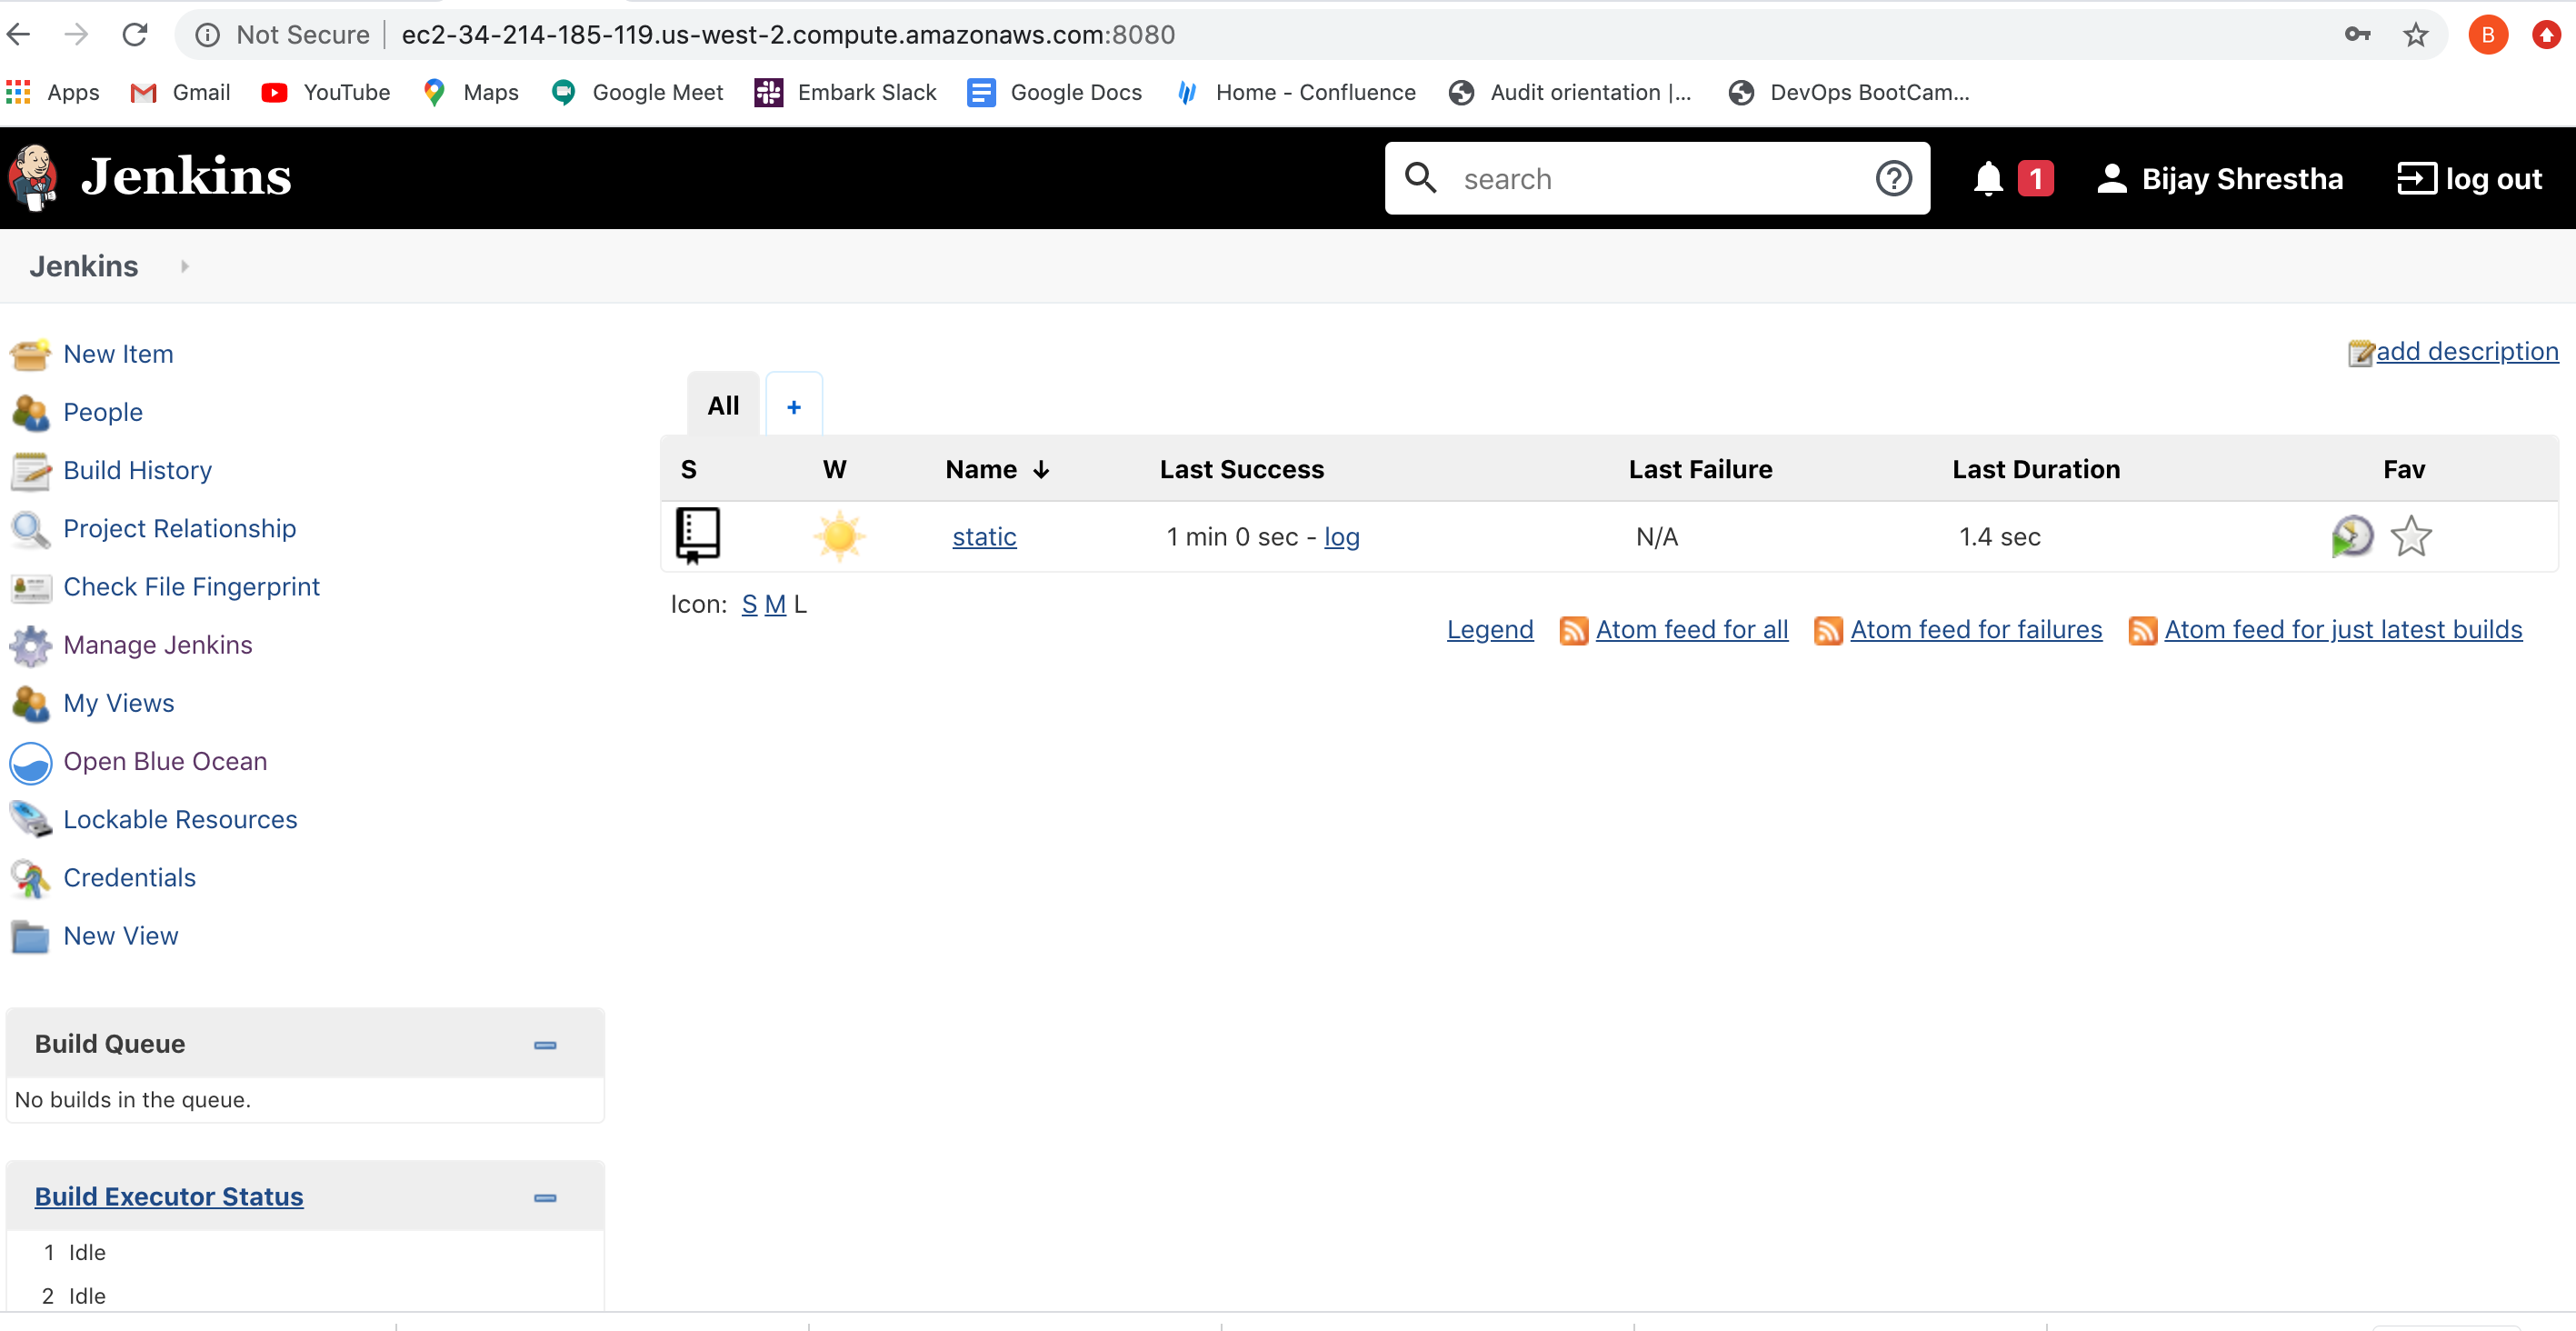 Not Secure ec2-34-214-185-119.us-west-2.compute.amazonaws.com:8080 B
Apps Gmail YouTube Maps Google Meet Embark Slack Google Docs Home - Confluence Audit orientation |... DevOps BootCam...
Jenkins search 1 Bijay Shrestha log out
Jenkins
New Item
People
Build History
Project Relationship
Check File Fingerprint
Manage Jenkins
My Views
Open Blue Ocean
Lockable Resources
Credentials
New View
Build Queue
No builds in the queue.
Build Executor Status
1 Idle
2 Idle
add description
All +
S W Name ↓ Last Success Last Failure Last Duration Fav
static 1 min 0 sec - log N/A 1.4 sec
Icon: S M L
Legend Atom feed for all Atom feed for failures Atom feed for just latest builds